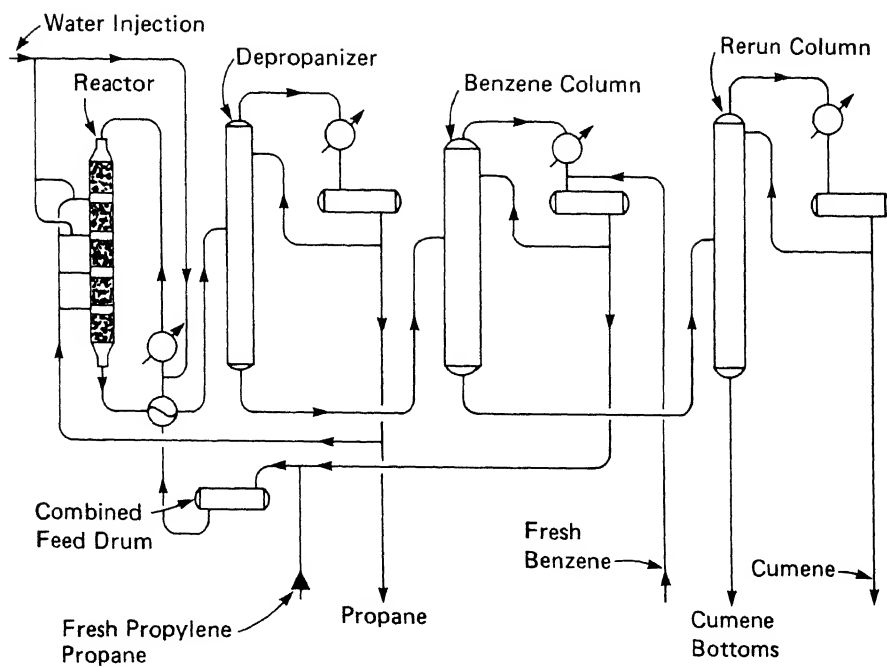 Water Injection
Reactor
Depropanizer
Benzene Column
Rerun Column
Combined
Feed Drum
Fresh Propylene
Propane
Propane
Fresh
Benzene
Cumene
Bottoms
Cumene